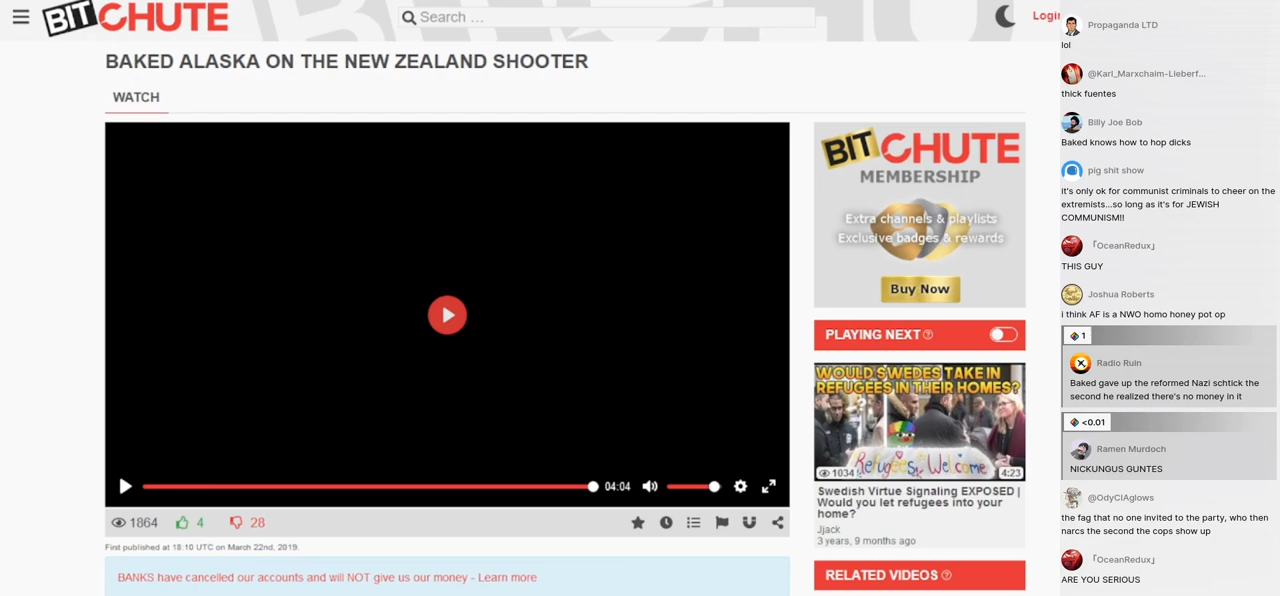 BITCHUTE
Search ...
Login
BAKED ALASKA ON THE NEW ZEALAND SHOOTER
WATCH
04:04
1864
4
28
First published at 18:10 UTC on March 22nd, 2019.
BANKS have cancelled our accounts and will NOT give us our money - Learn more
BITCHUTE
MEMBERSHIP
Extra channels & playlists
Exclusive badges & rewards
Buy Now
PLAYING NEXT
WOULD SWEDES TAKE IN
REFUGEES IN THEIR HOMES?
Refugees Welcome
1034
4:23
Swedish Virtue Signaling EXPOSED |
Would you let refugees into your
home?
Jjack
3 years, 9 months ago
RELATED VIDEOS
Propaganda LTD
lol
@Karl_Marxchaim-Lieberf...
thick fuentes
Billy Joe Bob
Baked knows how to hop dicks
pig shit show
it's only ok for communist criminals to cheer on the
extremists...so long as it's for JEWISH
COMMUNISM!!
「OceanRedux」
THIS GUY
Joshua Roberts
i think AF is a NWO homo honey pot op
1
Radio Ruin
Baked gave up the reformed Nazi schtick the
second he realized there's no money in it
<0.01
Ramen Murdoch
NICKUNGUS GUNTES
@OdyCIAglows
the fag that no one invited to the party, who then
narcs the second the cops show up
「OceanRedux」
ARE YOU SERIOUS